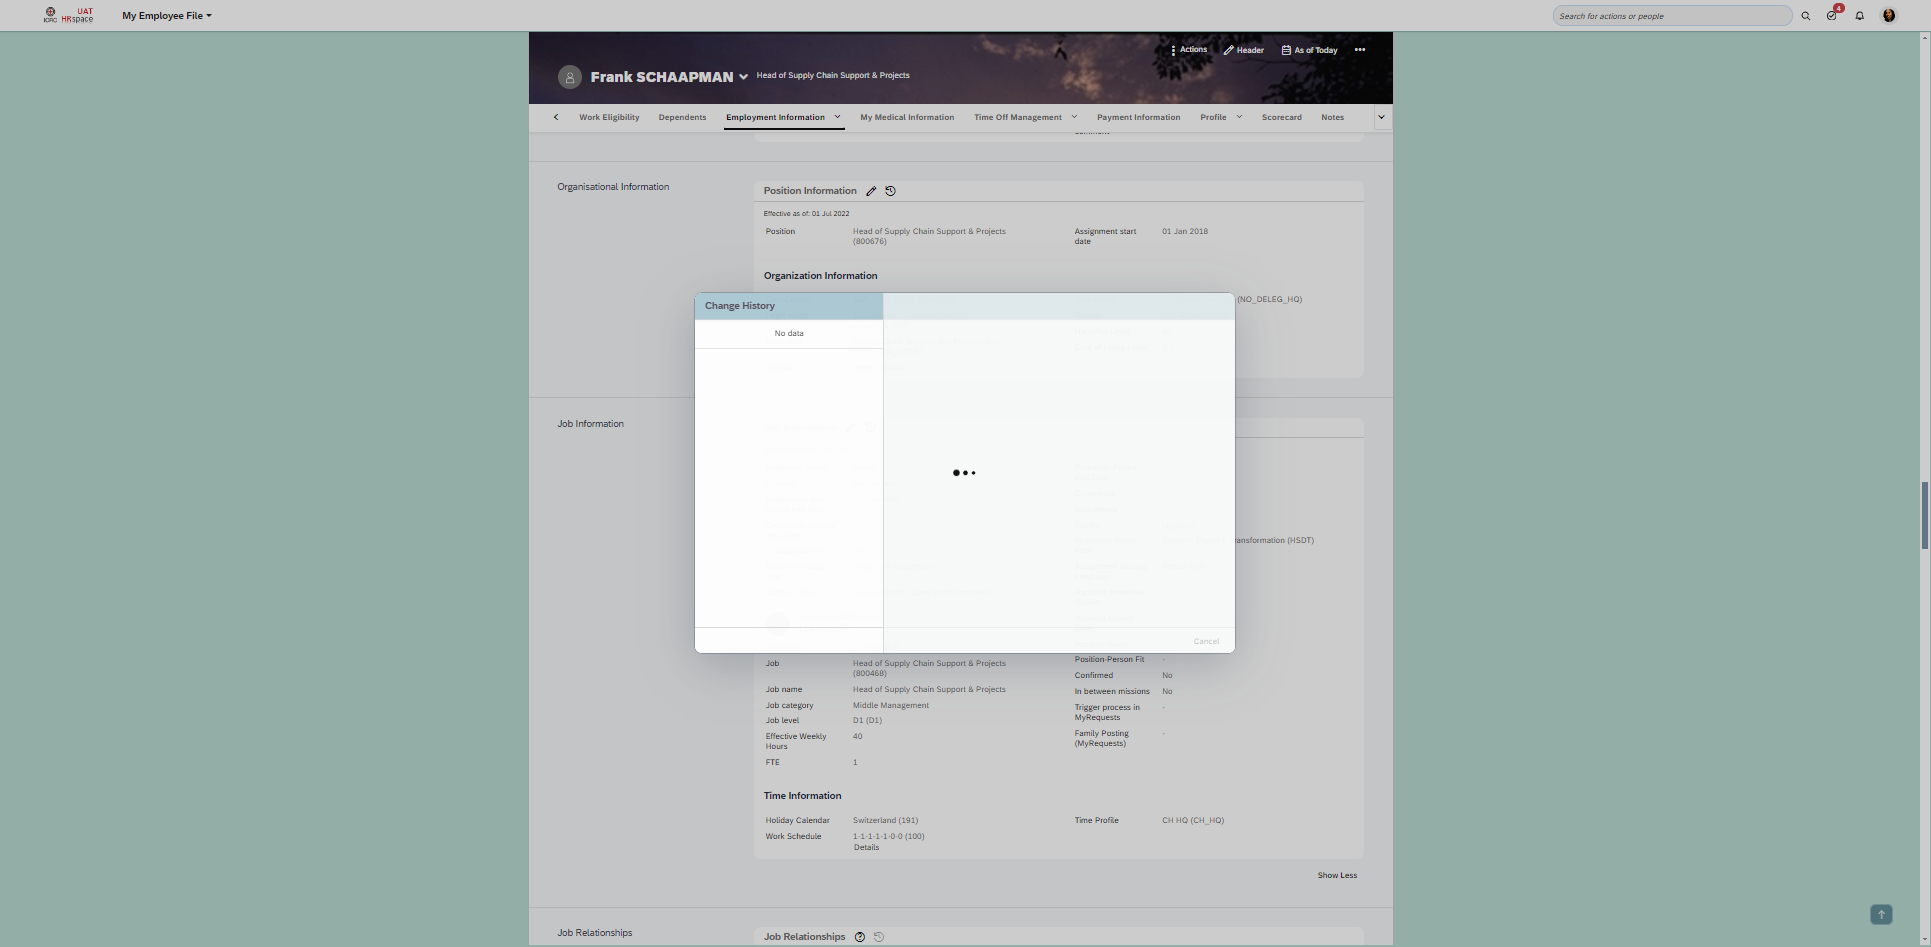 ICRC
UAT
HRspace
My Employee File
Search for actions or people
4
Actions
Header
As of Today
Frank SCHAAPMAN
Head of Supply Chain Support & Projects
Work Eligibility
Dependents
Employment Information
My Medical Information
Time Off Management
Payment Information
Profile
Scorecard
Notes
Organisational Information
Position Information
Effective as of: 01 Jul 2022
Position
Head of Supply Chain Support & Projects
(800676)
Assignment start
date
01 Jan 2018
Organization Information
(NO_DELEG_HQ)
Change History
No data
Cancel
Job Information
ransformation (HSDT)
Job
Head of Supply Chain Support & Projects
(800468)
Job name
Head of Supply Chain Support & Projects
Job category
Middle Management
Job level
D1 (D1)
Effective Weekly
Hours
40
FTE
1
Position-Person Fit
-
Confirmed
No
In between missions
No
Trigger process in
MyRequests
-
Family Posting
(MyRequests)
-
Time Information
Holiday Calendar
Switzerland (191)
Time Profile
CH HQ (CH_HQ)
Work Schedule
1-1-1-1-1-0-0 (100)
Details
Show Less
Job Relationships
Job Relationships